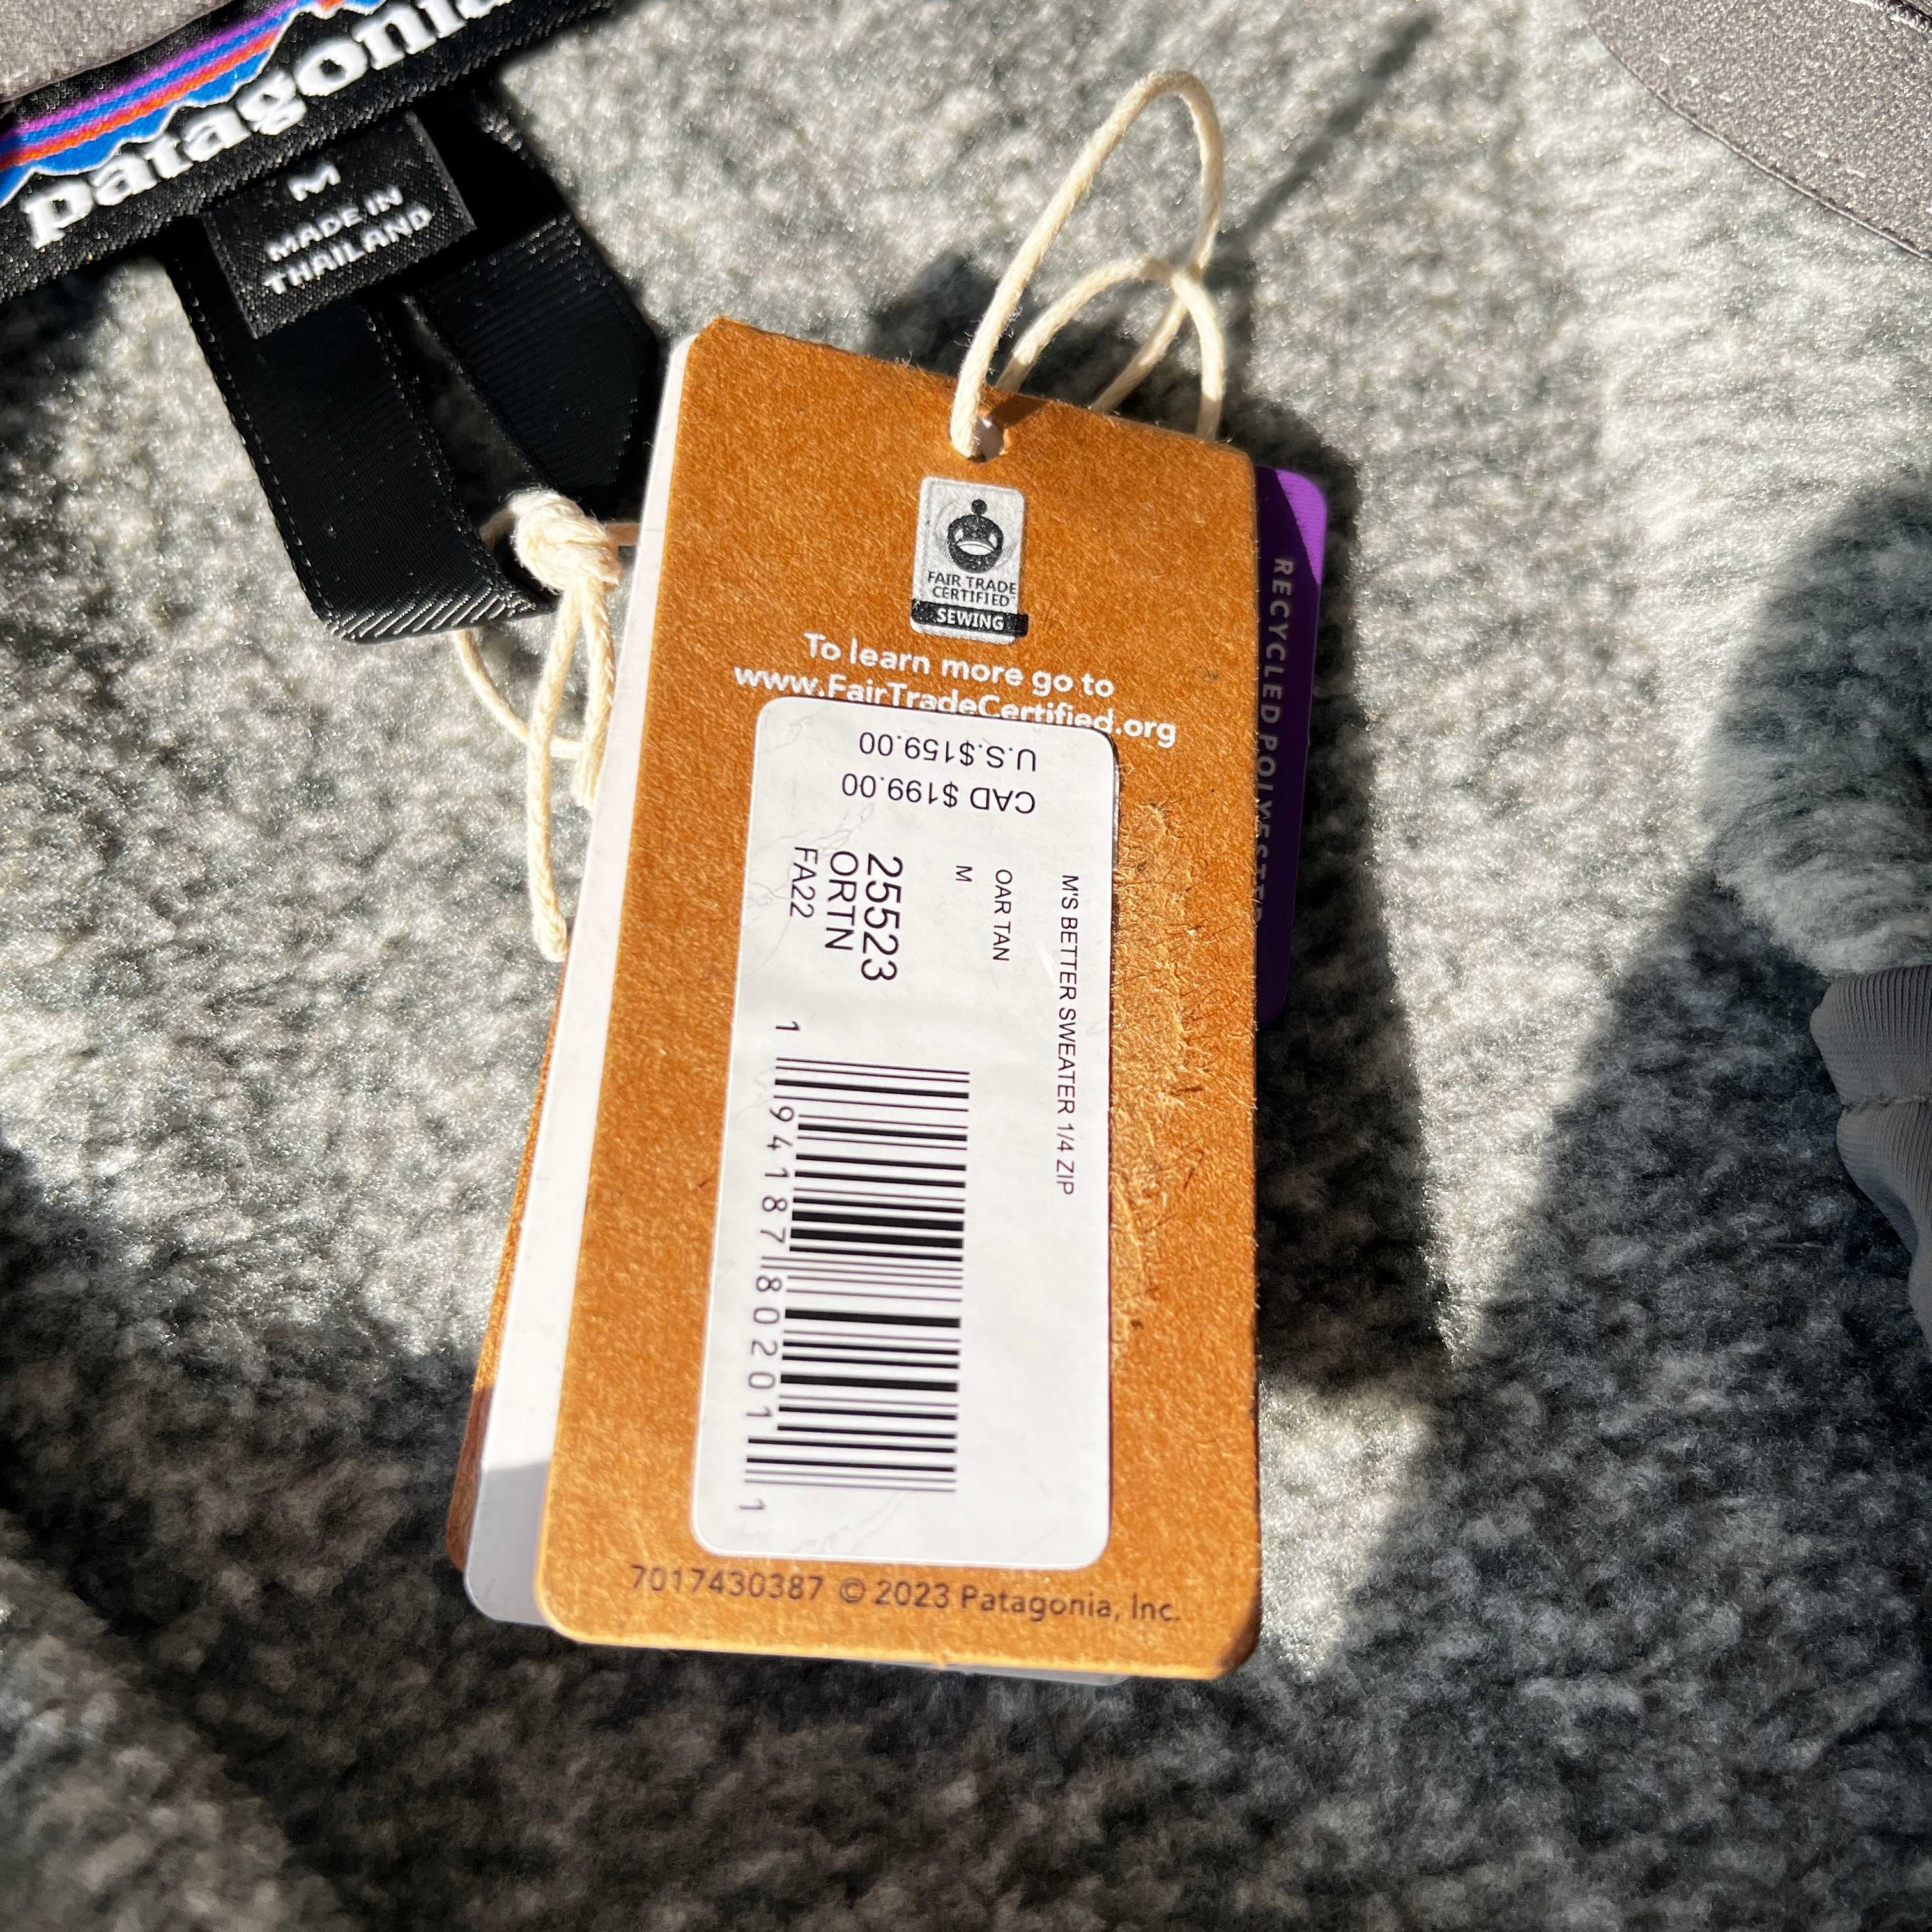 patagonia
M
MADE IN
THAILAND
FAIR TRADE
CERTIFIED™
SEWING
To learn more go to
www.FairTradeCertified.org
U.S.$159.00
CAD $199.00
M'S BETTER SWEATER 1/4 ZIP
OAR TAN
M
25523
ORTN
FA22
1 94187 80201 1
7017430387 © 2023 Patagonia, Inc.
RECYCLED POLYESTER